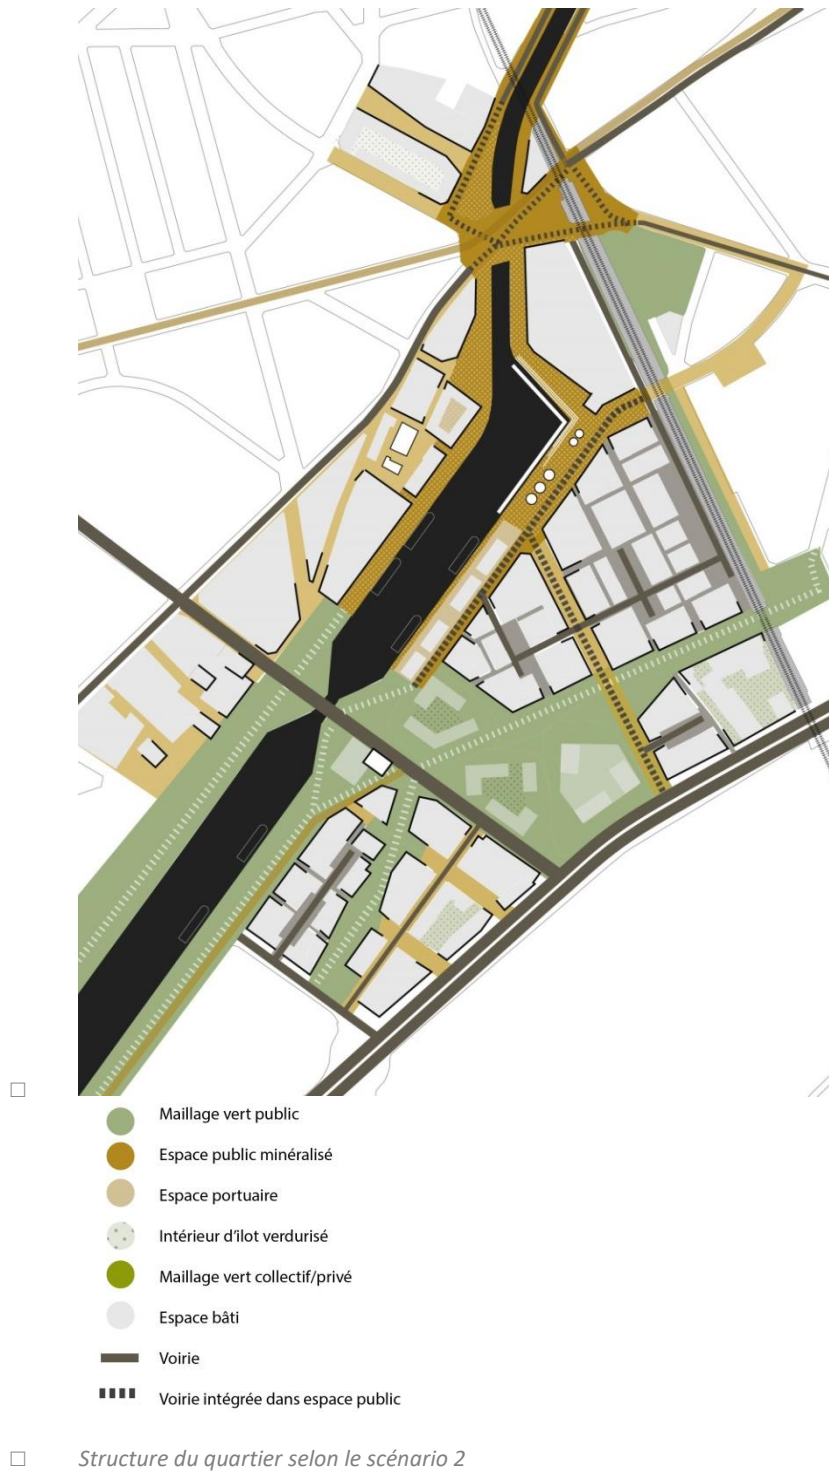 Maillage vert public
Espace public minéralisé
Espace portuaire
Intérieur d'ilot verdurisé
Maillage vert collectif/privé
Espace bâti
Voirie
Voirie intégrée dans espace public
Structure du quartier selon le scénario 2